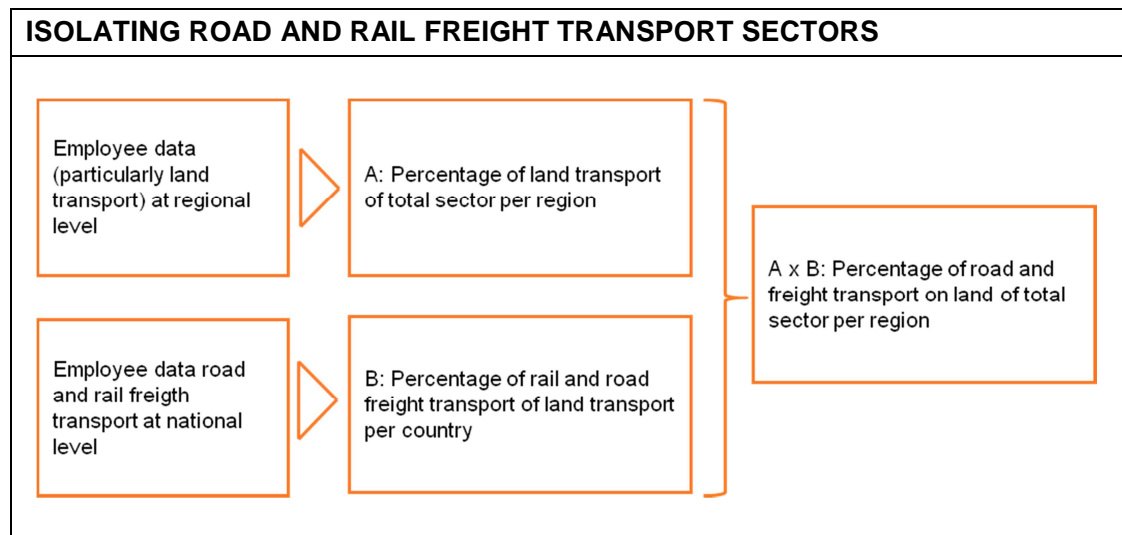 ISOLATING ROAD AND RAIL FREIGHT TRANSPORT SECTORS
Employee data
(particularly land
transport) at regional
level
A: Percentage of land transport
of total sector per region
Employee data road
and rail freigth
transport at national
level
B: Percentage of rail and road
freight transport of land transport
per country
A x B: Percentage of road and
freight transport on land of total
sector per region